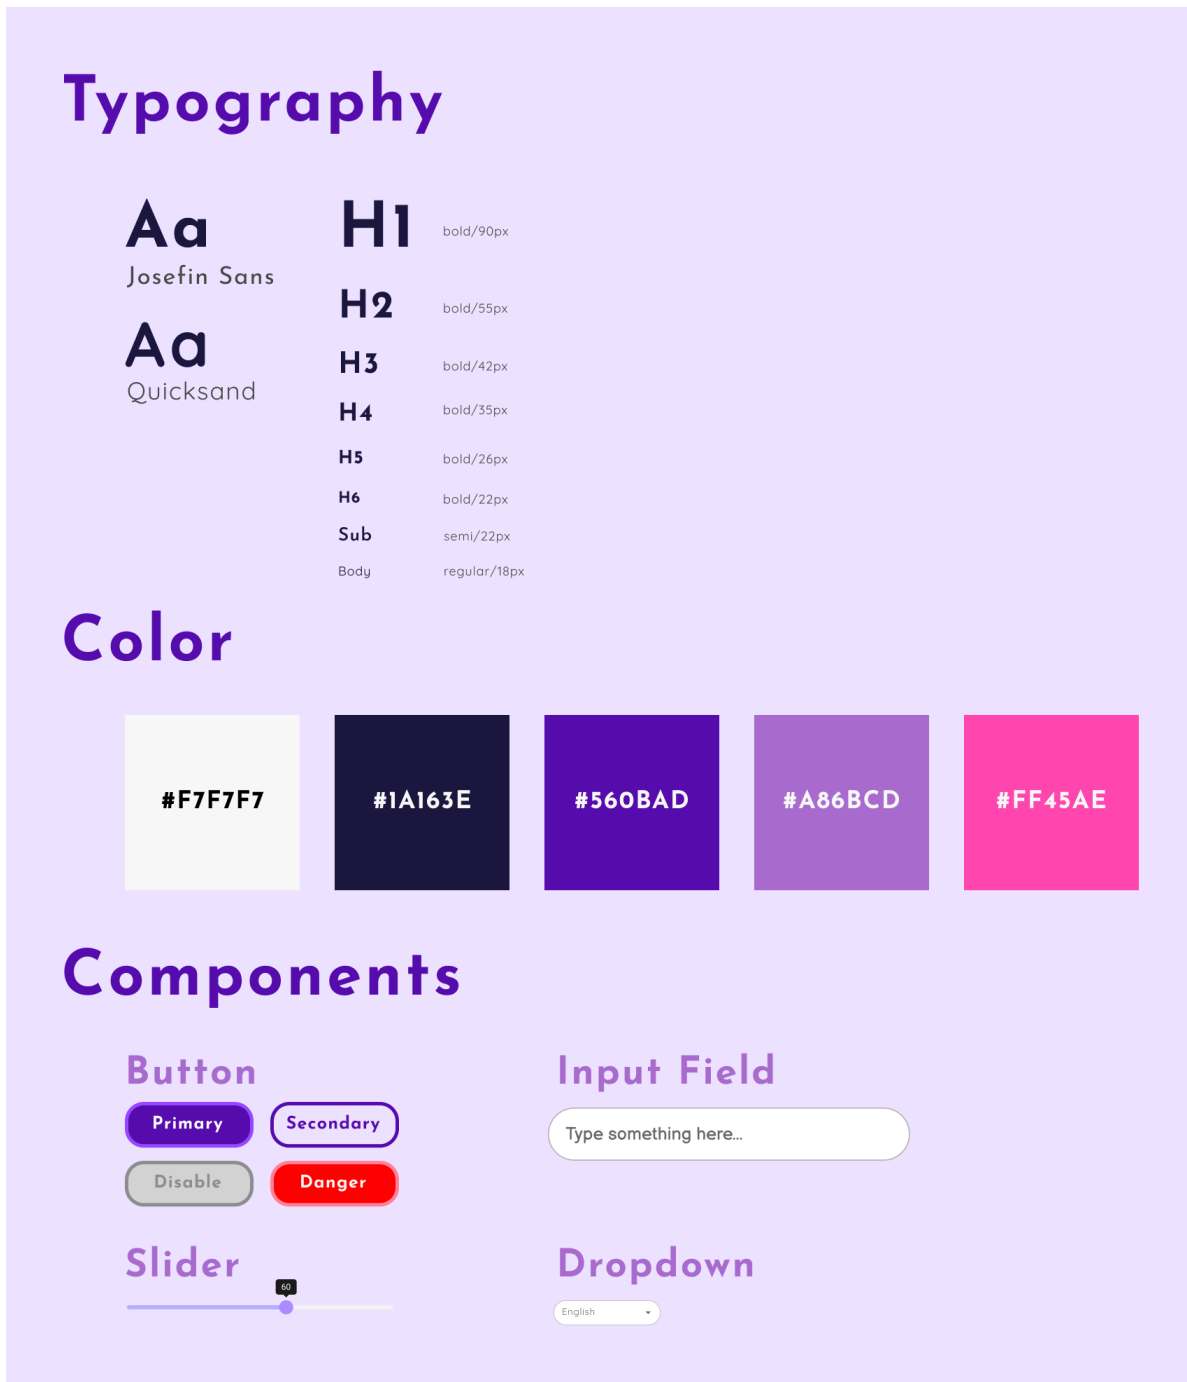 Typography
Aa
Josefin Sans
Aa
Quicksand
H1 bold/90px
H2 bold/55px
H3 bold/42px
H4 bold/35px
H5 bold/26px
H6 bold/22px
Sub semi/22px
Body regular/18px
Color
#F7F7F7 #1A163E #560BAD #A86BCD #FF45AE
Components
Button
Primary Secondary
Disable Danger
Input Field
Type something here...
Slider
60
Dropdown
English